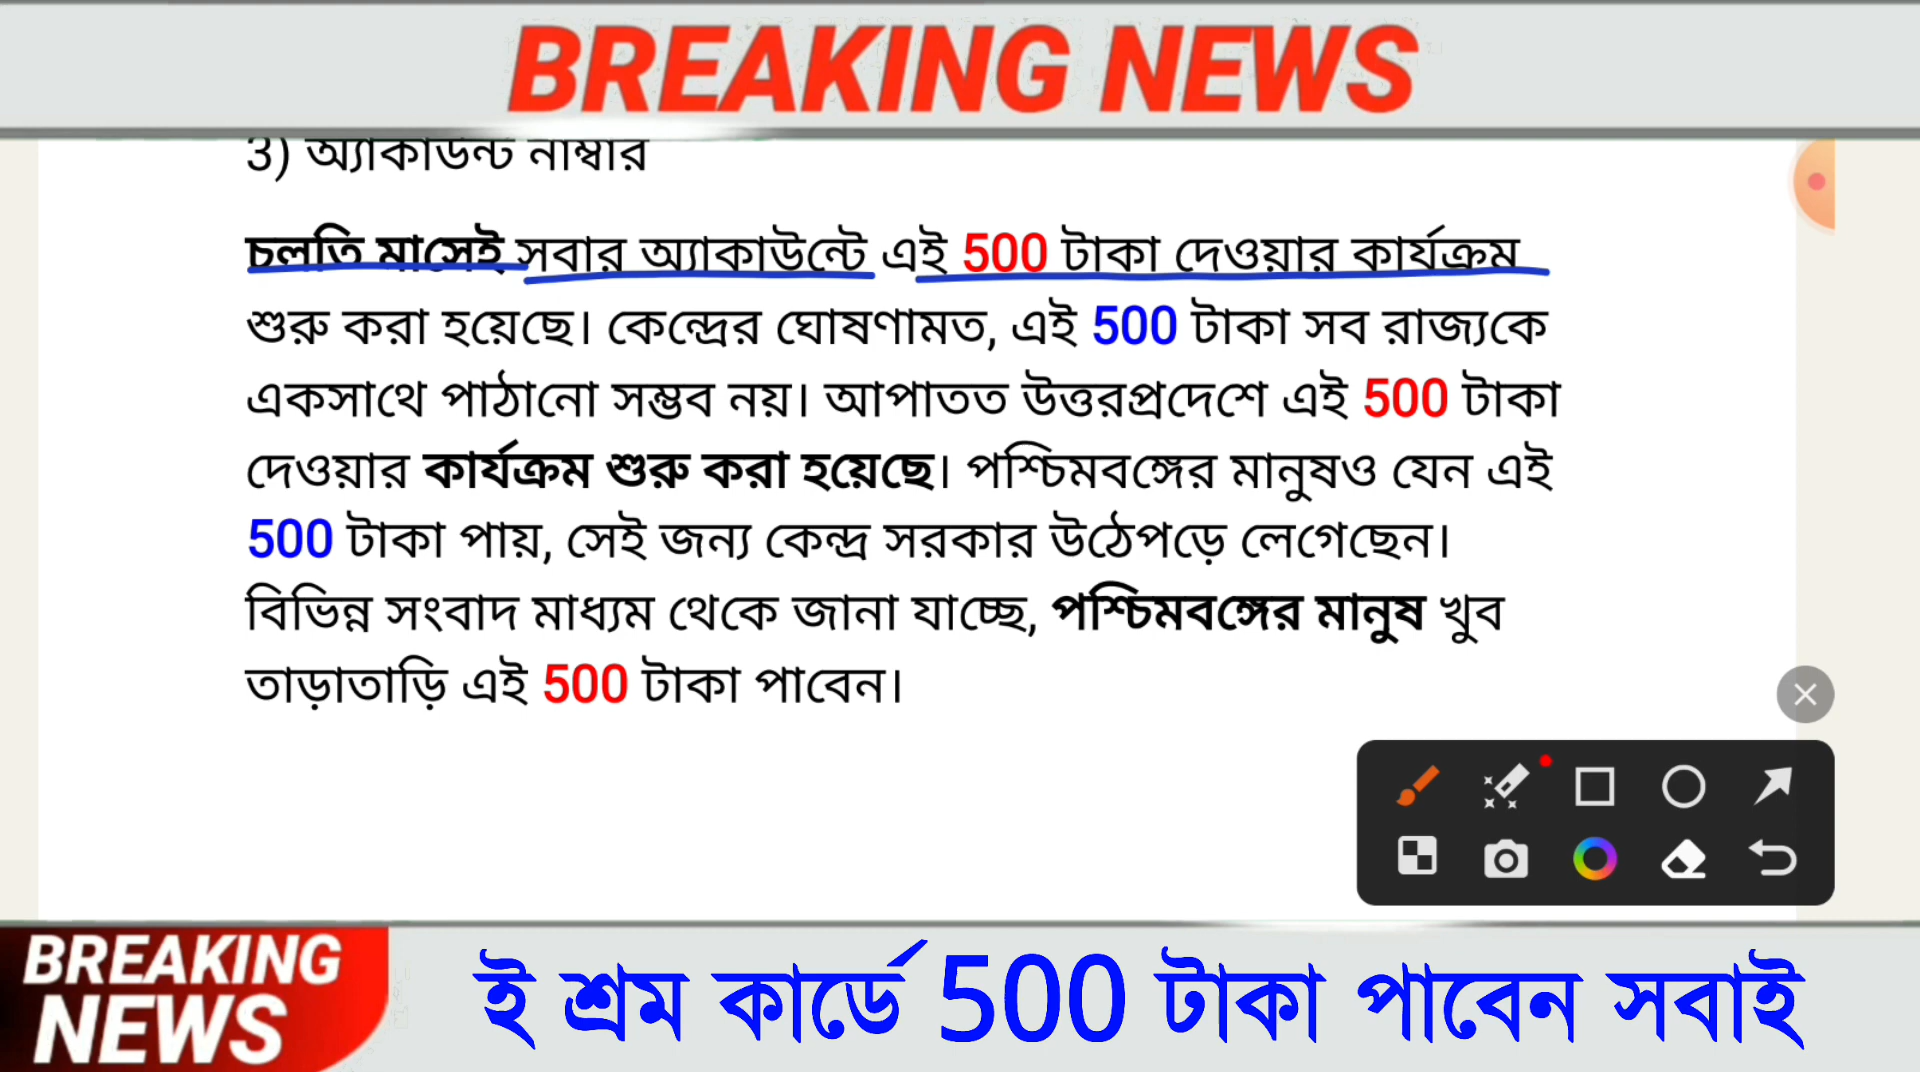 BREAKING NEWS
3) অ্যাকাউন্ট নাম্বার
চলতি মাসেই সবার অ্যাকাউন্টে এই 500 টাকা দেওয়ার কার্যক্রম
শুরু করা হয়েছে। কেন্দ্রের ঘোষণামত, এই 500 টাকা সব রাজ্যকে
একসাথে পাঠানো সম্ভব নয়। আপাতত উত্তরপ্রদেশে এই 500 টাকা
দেওয়ার কার্যক্রম শুরু করা হয়েছে। পশ্চিমবঙ্গের মানুষও যেন এই
500 টাকা পায়, সেই জন্য কেন্দ্র সরকার উঠেপড়ে লেগেছেন।
বিভিন্ন সংবাদ মাধ্যম থেকে জানা যাচ্ছে, পশ্চিমবঙ্গের মানুষ খুব
তাড়াতাড়ি এই 500 টাকা পাবেন।
BREAKING
NEWS
ই শ্রম কার্ডে 500 টাকা পাবেন সবাই